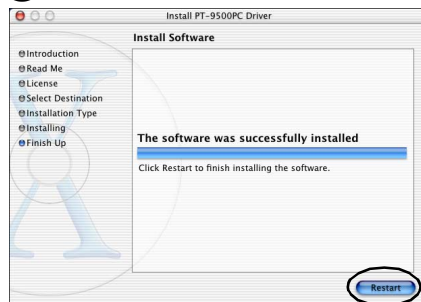 Install PT-9500PC Driver
Install Software
Introduction
Read Me
License
Select Destination
Installation Type
Installing
Finish Up
The software was successfully installed
Click Restart to finish installing the software.
Restart